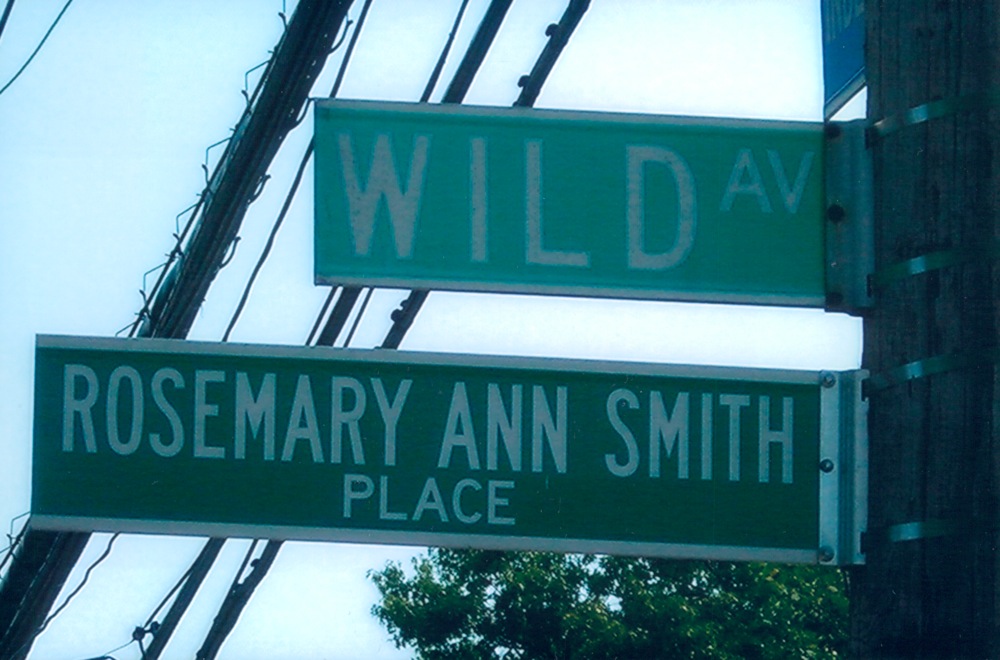 WILD AV
ROSEMARY ANN SMITH
PLACE